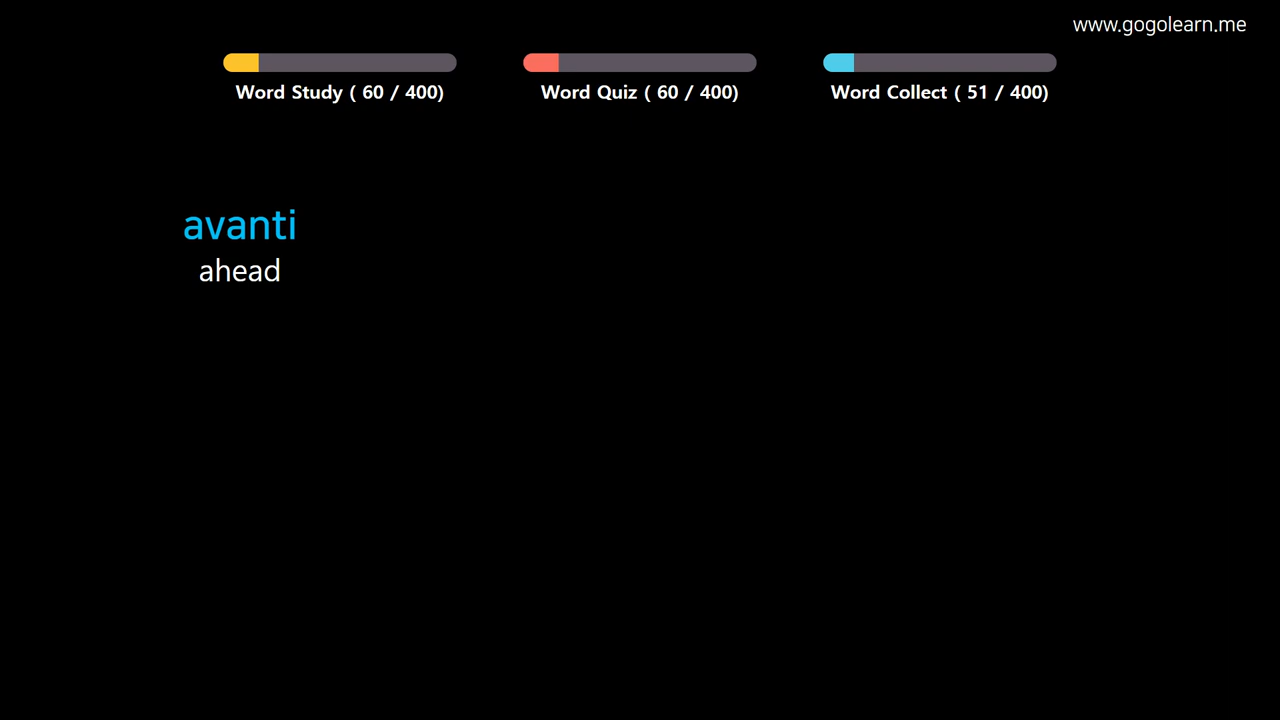 www.gogolearn.me
Word Study ( 60 / 400)
Word Quiz ( 60 / 400)
Word Collect ( 51 / 400)
avanti
ahead